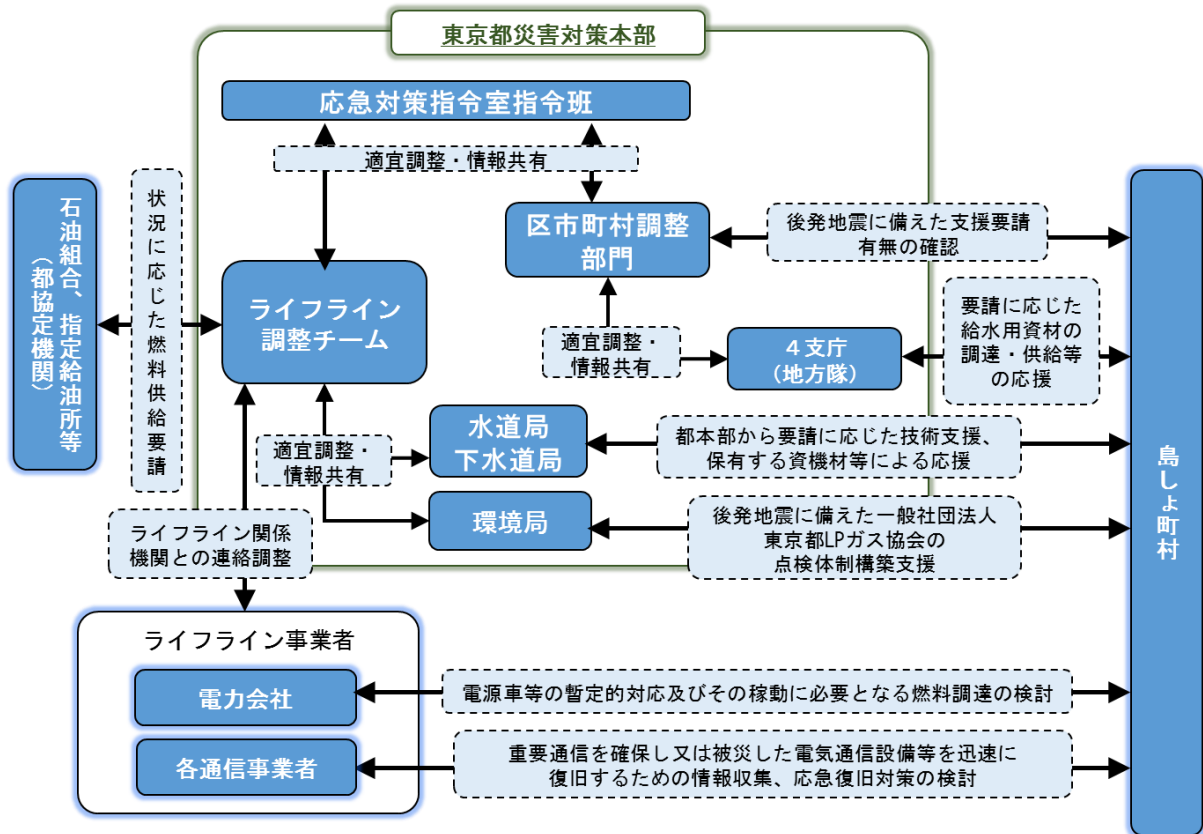 東京都災害対策本部
応急対策指令室指令班
適宜調整・情報共有
石油組合、指定給油所等
（都協定機関）
状況に応じた燃料供給要請
ライフライン
調整チーム
区市町村調整
部門
後発地震に備えた支援要請
有無の確認
適宜調整・
情報共有
４支庁
（地方隊）
要請に応じた
給水用資材の
調達・供給等
の応援
適宜調整・
情報共有
水道局
下水道局
都本部から要請に応じた技術支援、
保有する資機材等による応援
環境局
後発地震に備えた一般社団法人
東京都LPガス協会の
点検体制構築支援
島しょ町村
ライフライン関係
機関との連絡調整
ライフライン事業者
電力会社
電源車等の暫定的対応及びその稼動に必要となる燃料調達の検討
各通信事業者
重要通信を確保し又は被災した電気通信設備等を迅速に
復旧するための情報収集、応急復旧対策の検討